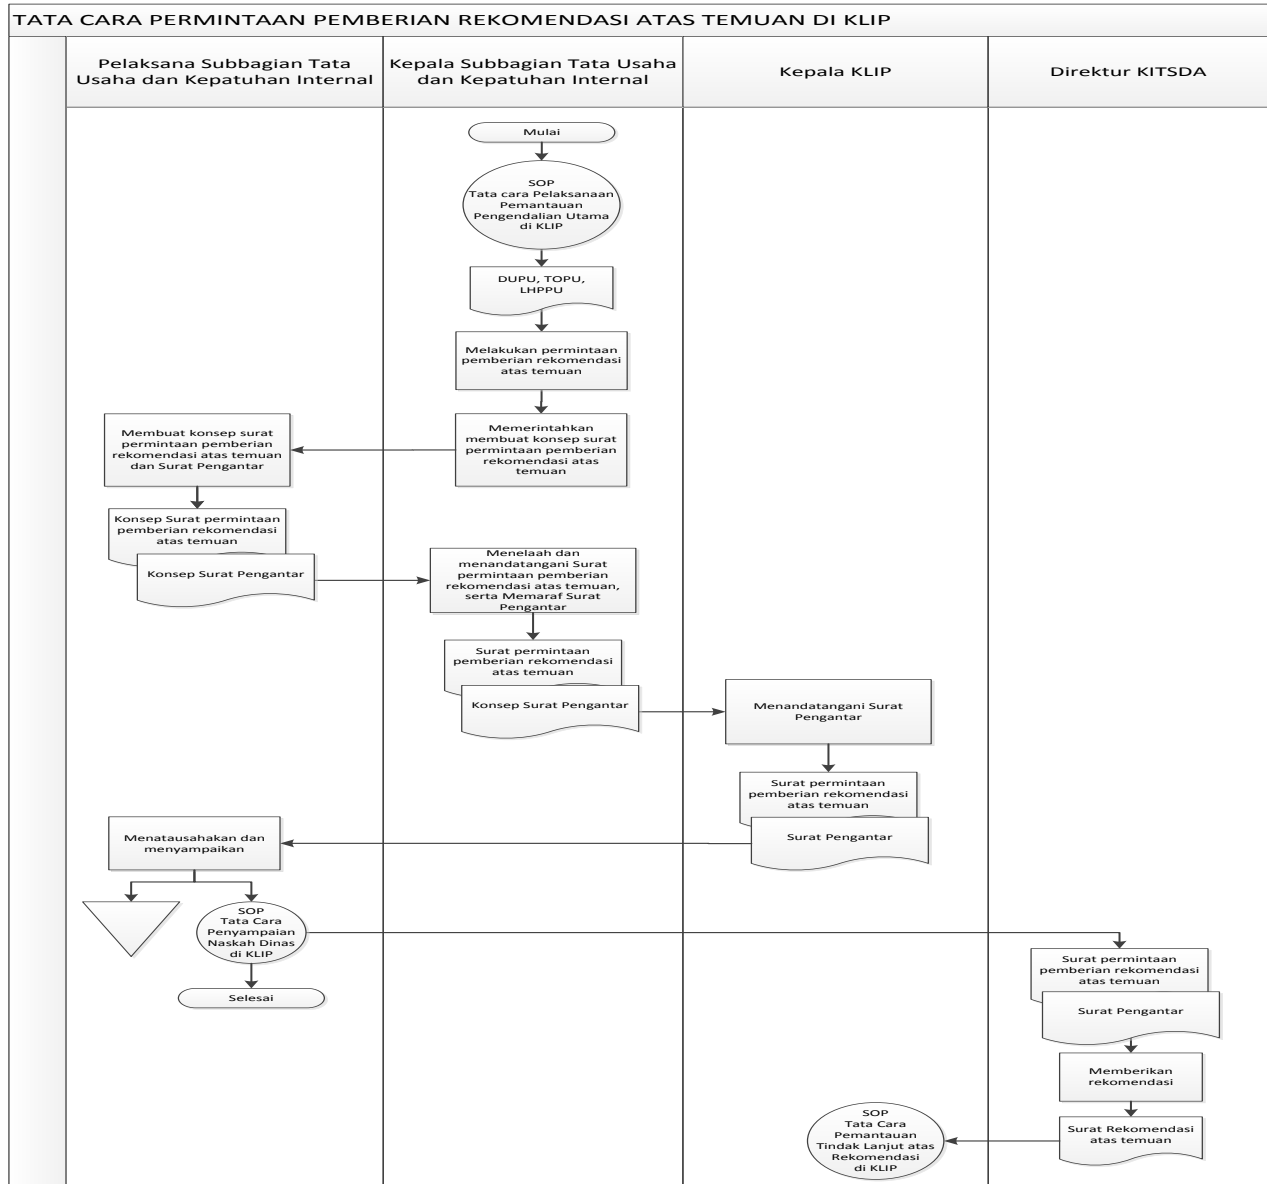 TATA CARA PERMINTAAN PEMBERIAN REKOMENDASI ATAS TEMUAN DI KLIP
Pelaksana Subbagian Tata
Usaha dan Kepatuhan Internal
Kepala Subbagian Tata Usaha
dan Kepatuhan Internal
Kepala KLIP
Direktur KITSDA
Mulai
SOP
Tata cara Pelaksanaan
Pemantauan
Pengendalian Utama
di KLIP
DUPU, TOPU,
LHPPU
Melakukan permintaan
pemberian rekomendasi
atas temuan
Memerintahkan
membuat konsep surat
permintaan pemberian
rekomendasi atas
temuan
Membuat konsep surat
permintaan pemberian
rekomendasi atas temuan
dan Surat Pengantar
Konsep Surat permintaan
pemberian rekomendasi
atas temuan
Konsep Surat Pengantar
Menelaah dan
menandatangani Surat
permintaan pemberian
rekomendasi atas temuan,
serta Memaraf Surat
Pengantar
Surat permintaan
pemberian rekomendasi
atas temuan
Konsep Surat Pengantar
Menandatangani Surat
Pengantar
Surat permintaan
pemberian rekomendasi
atas temuan
Surat Pengantar
Menatausahakan dan
menyampaikan
SOP
Tata Cara
Penyampaian
Naskah Dinas
di KLIP
Selesai
Surat permintaan
pemberian rekomendasi
atas temuan
Surat Pengantar
Memberikan
rekomendasi
Surat Rekomendasi
atas temuan
SOP
Tata Cara
Pemantauan
Tindak Lanjut atas
Rekomendasi
di KLIP